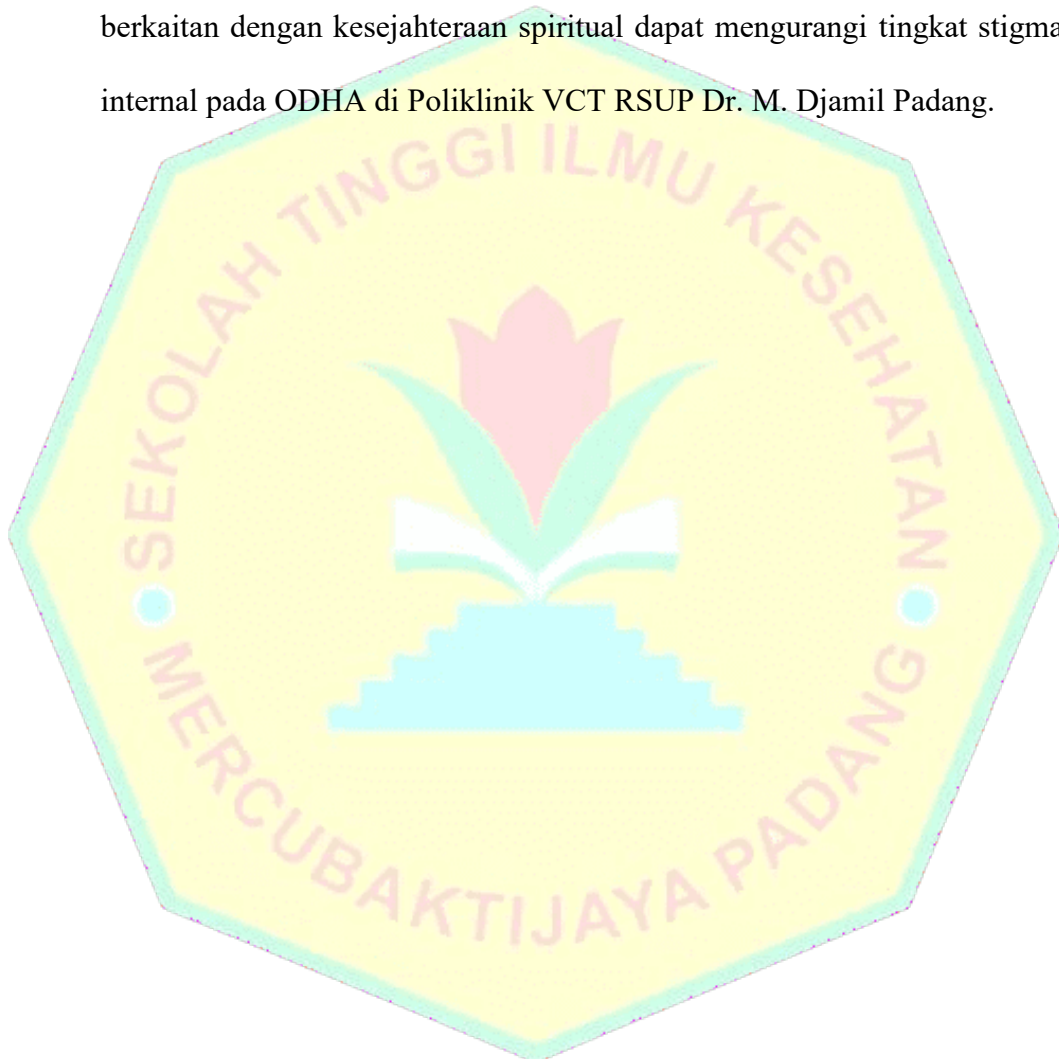 berkaitan dengan kesejahteraan spiritual dapat mengurangi tingkat stigma
internal pada ODHA di Poliklinik VCT RSUP Dr. M. Djamil Padang.
SEKOLAH TINGGI ILMU KESEHATAN
MERCUBAKTIJAYA PADANG